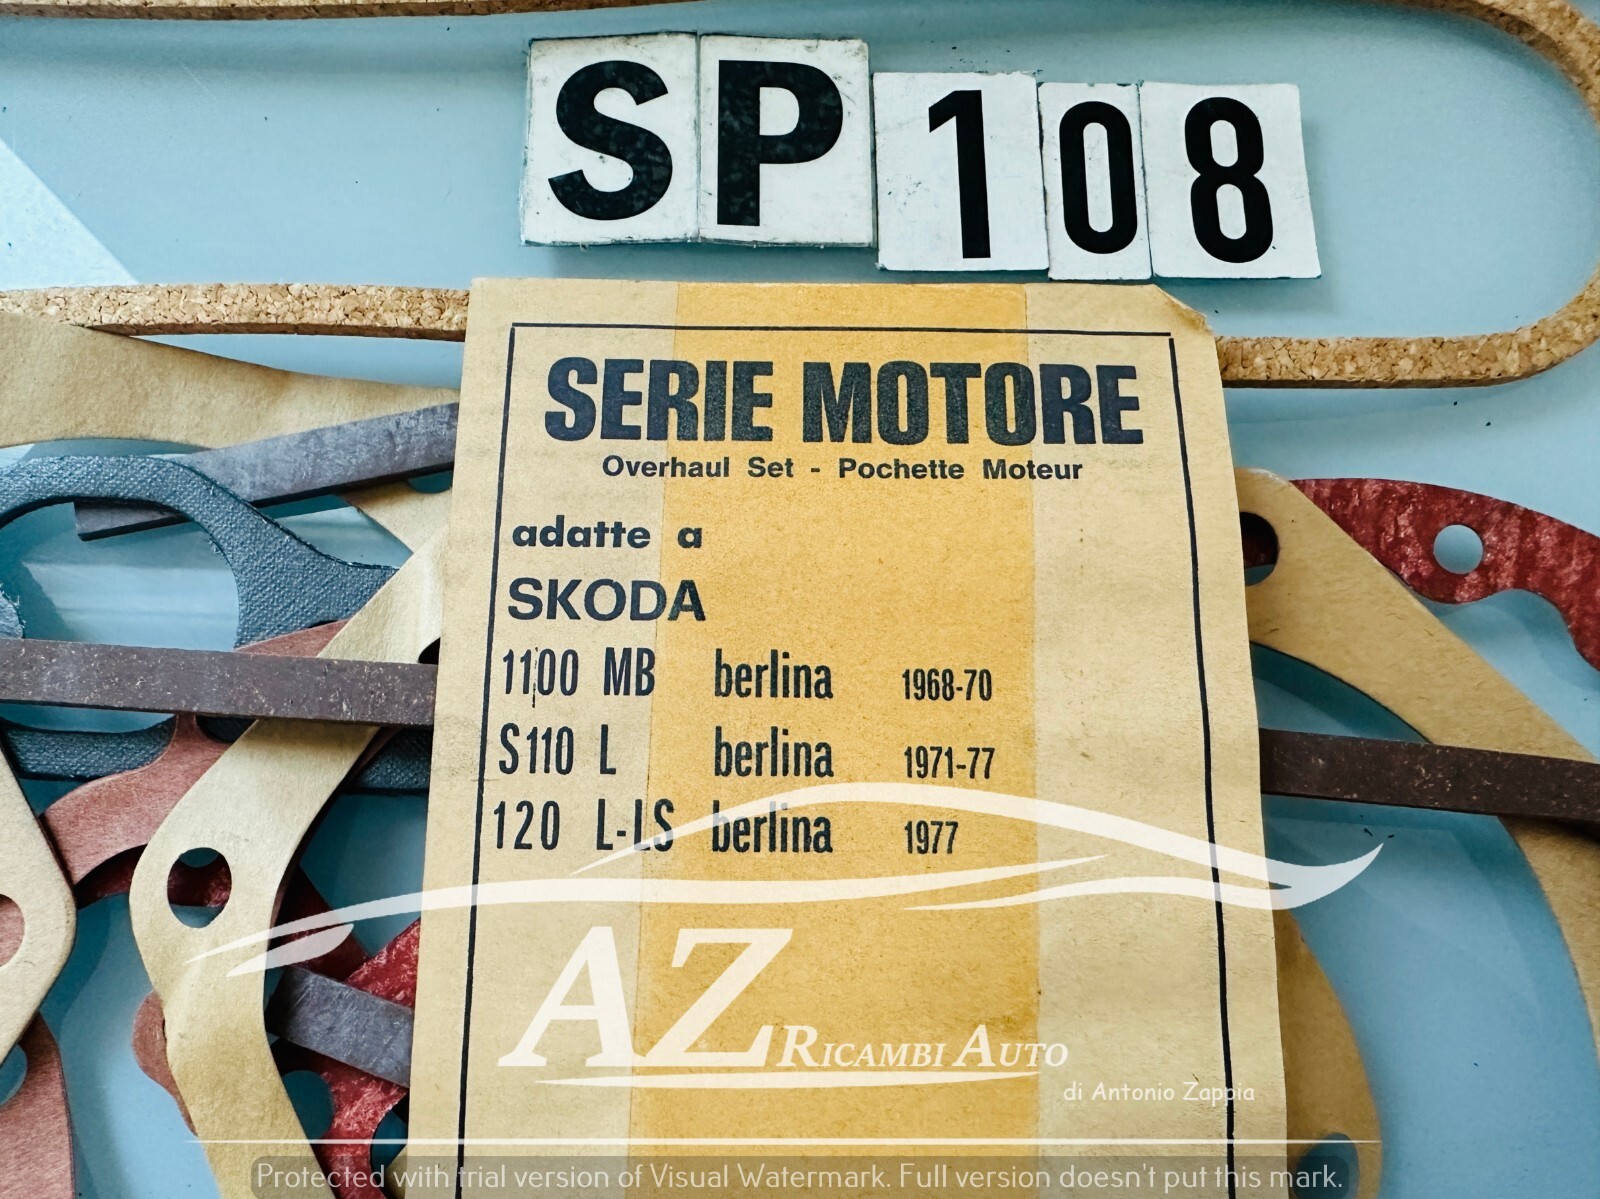 SP 108
SERIE MOTORE
Overhaul Set - Pochette Moteur
adatte a
SKODA
1100 MB berlina 1968-70
S110 L berlina 1971-77
120 L-LS berlina 1977
AZ RICAMBI AUTO
di Antonio Zappia
Protected with trial version of Visual Watermark. Full version doesn't put this mark.